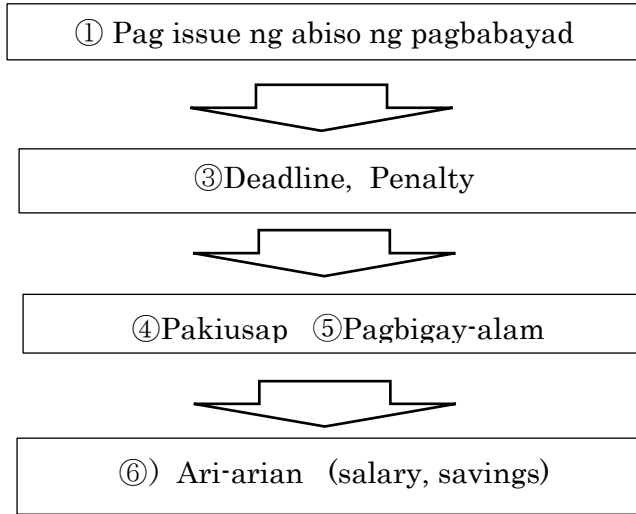 ① Pag issue ng abiso ng pagbabayad
③Deadline, Penalty
④Pakiusap ⑤Pagbigay-alam
⑥) Ari-arian (salary, savings)